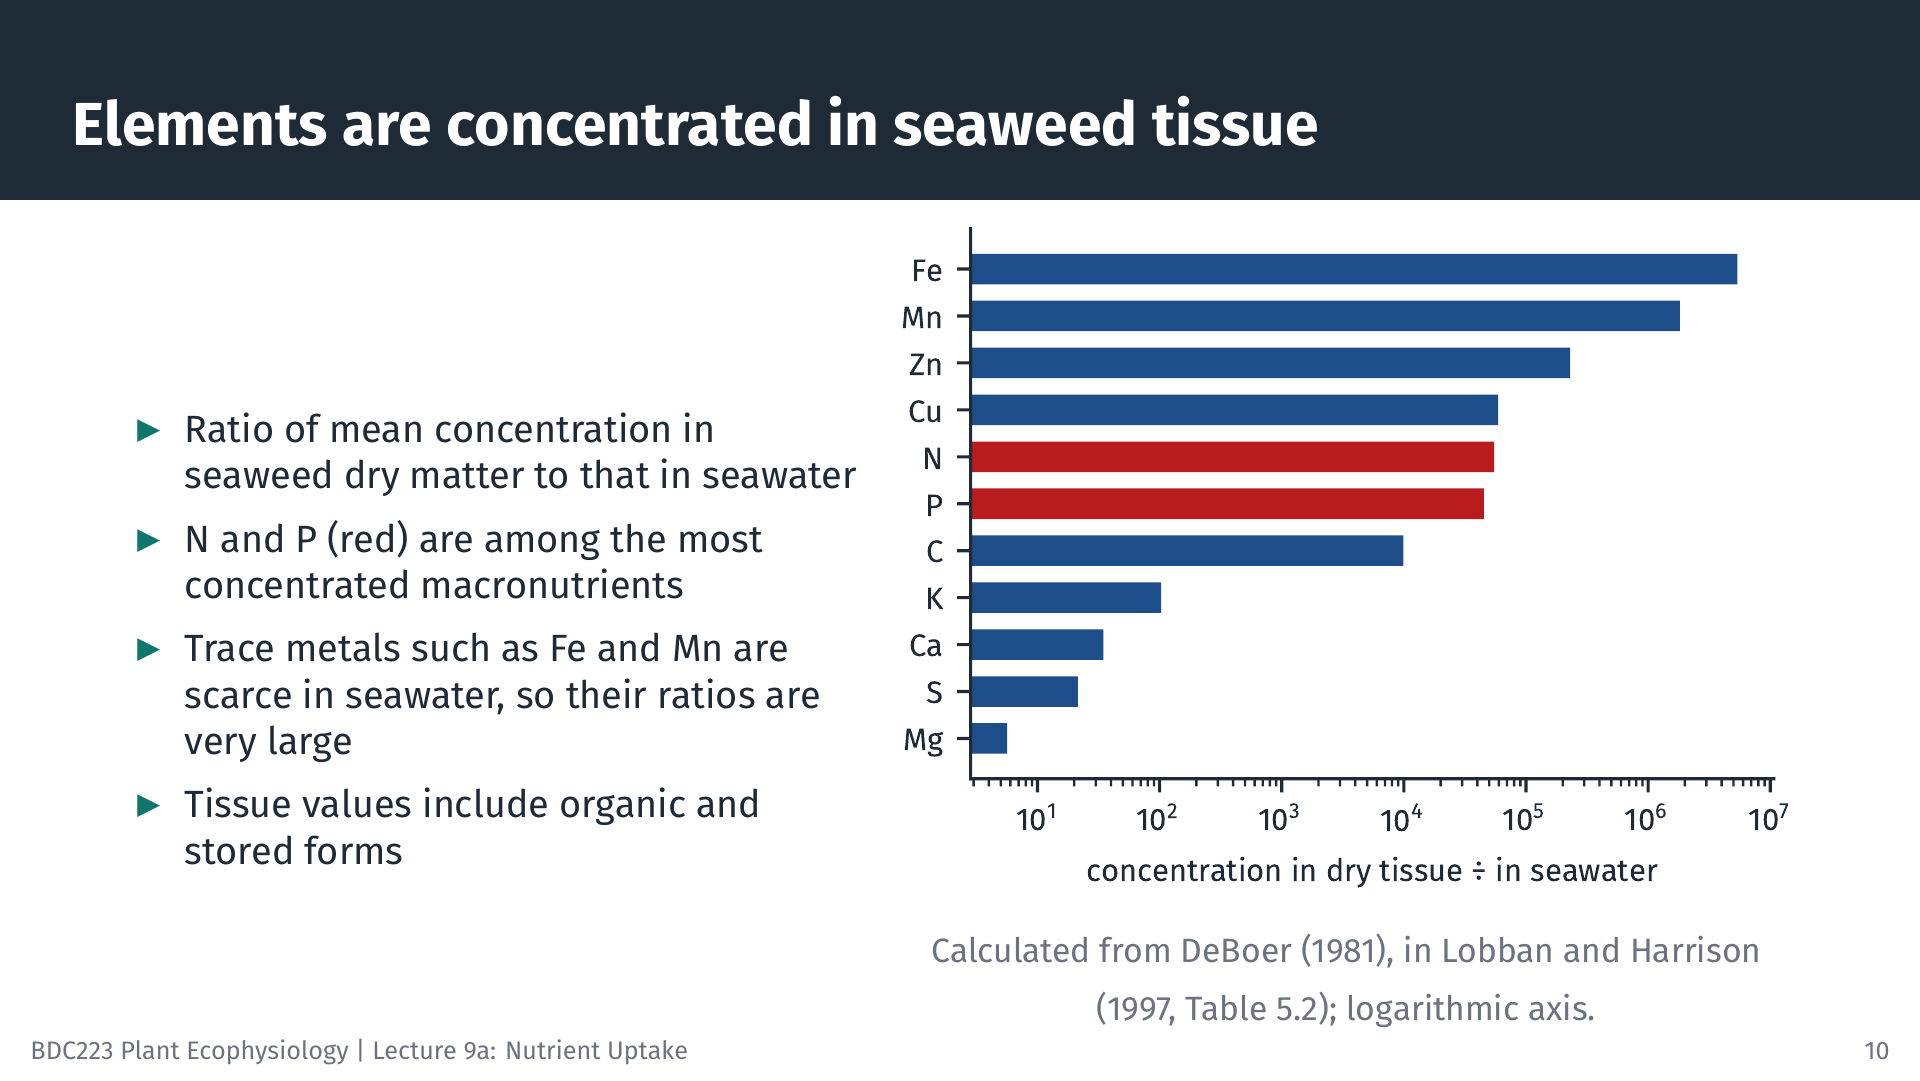 Elements are concentrated in seaweed tissue
► Ratio of mean concentration in
seaweed dry matter to that in seawater
► N and P (red) are among the most
concentrated macronutrients
► Trace metals such as Fe and Mn are
scarce in seawater, so their ratios are
very large
► Tissue values include organic and
stored forms
Fe
Mn
Zn
Cu
N
P
C
K
Ca
S
Mg
10¹ 10² 10³ 10⁴ 10⁵ 10⁶ 10⁷
concentration in dry tissue ÷ in seawater
Calculated from DeBoer (1981), in Lobban and Harrison
(1997, Table 5.2); logarithmic axis.
BDC223 Plant Ecophysiology | Lecture 9a: Nutrient Uptake
10